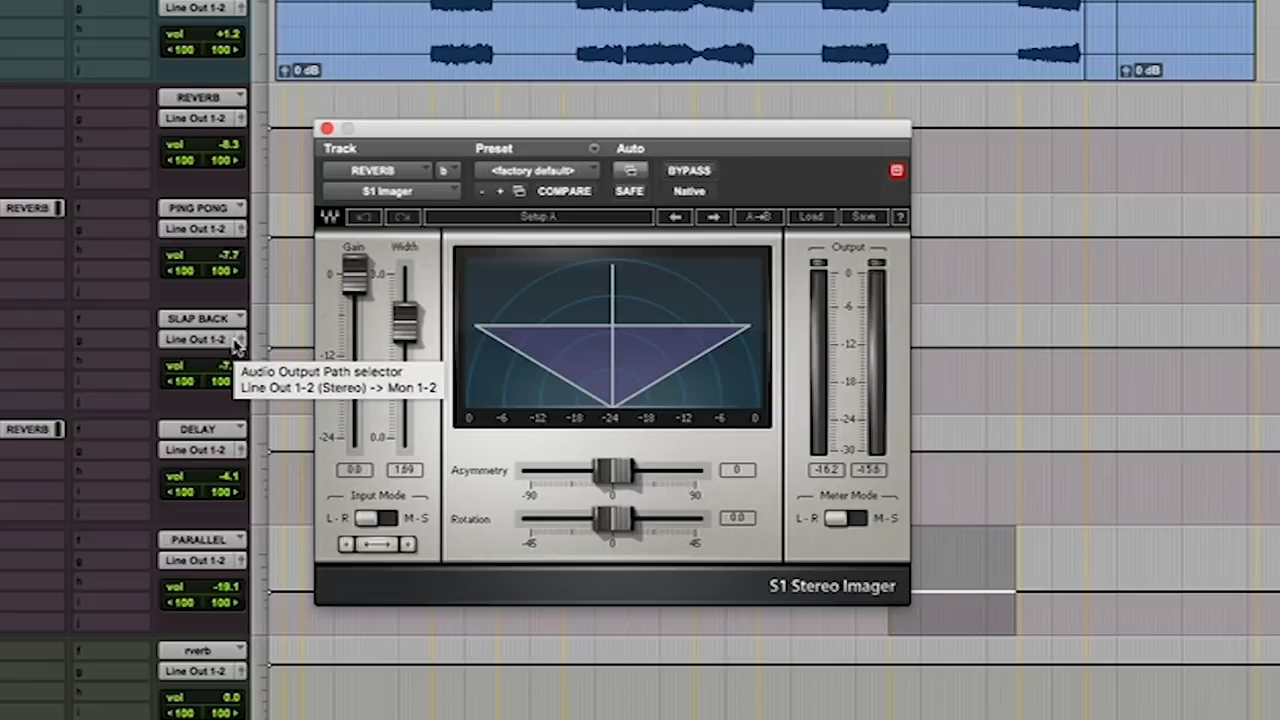 g Line Out 1-2
h
vol +1.2
i ◄100 100►
j
0 dB
0 dB
f REVERB
g Line Out 1-2
h
vol -8.3
i ◄100 100►
j
REVERB f PING PONG
g Line Out 1-2
h
vol -7.7
i ◄100 100►
j
f SLAP BACK
g Line Out 1-2
h
vol
i ◄100 100►
j
Audio Output Path selector
Line Out 1-2 (Stereo) -> Mon 1-2
REVERB f DELAY
g Line Out 1-2
h
vol -4.1
i ◄100 100►
j
f PARALLEL
g Line Out 1-2
h
vol -19.1
i ◄100 100►
j
f rverb
g Line Out 1-2
h
vol 0.0
i ◄100 100►
Track Preset Auto
REVERB b <factory default> BYPASS
S1 Imager - + COMPARE SAFE Native
Setup A A→B Load Save ?
Gain Width
0 3.0
-12
-24 0.0
0.0 1.69
Input Mode
L - R M - S
+ +
0 -6 -12 -18 -24 -18 -12 -6 0
Asymmetry 0
-90 0 90
Rotation 0.0
-45 0 45
Output
0
-6
-12
-18
-24
-30
-16.2 -15.6
Meter Mode
L - R M - S
S1 Stereo Imager